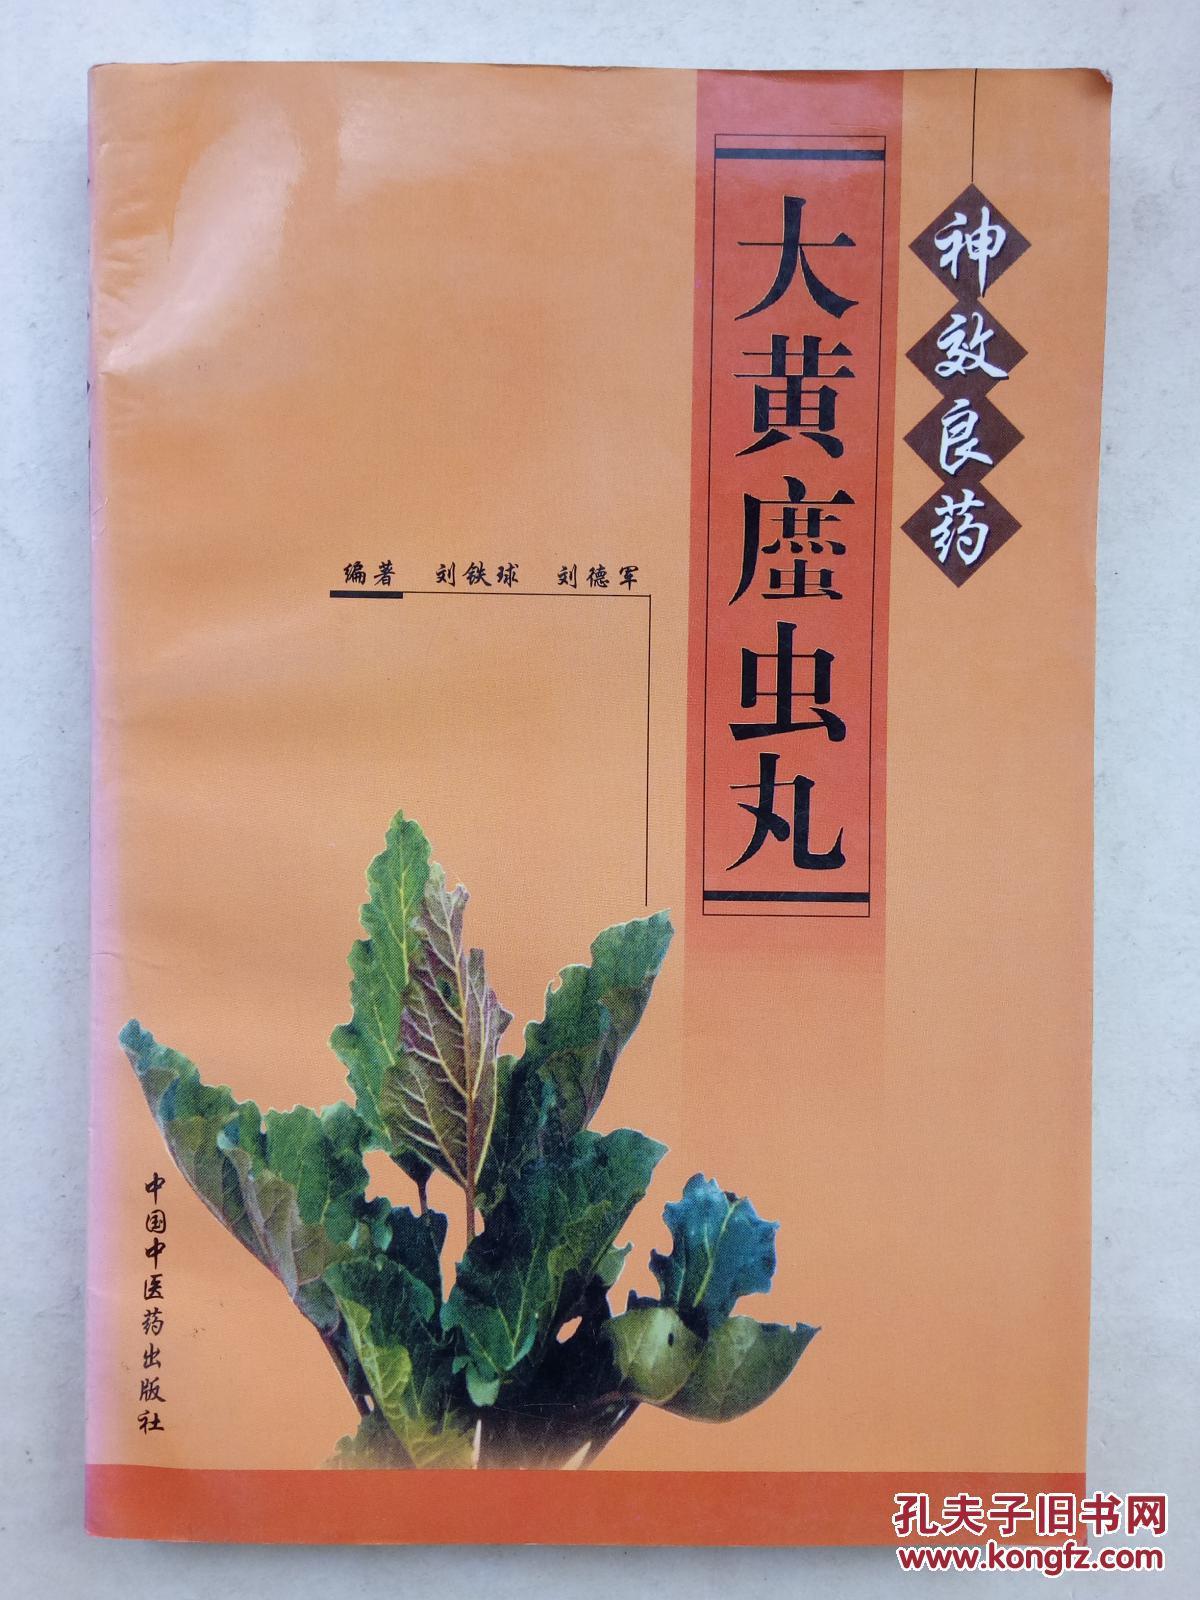 神效良药
大黄䗪虫丸
编著 刘铁球 刘德军
中国中医药出版社
孔夫子旧书网
www.kongfz.com